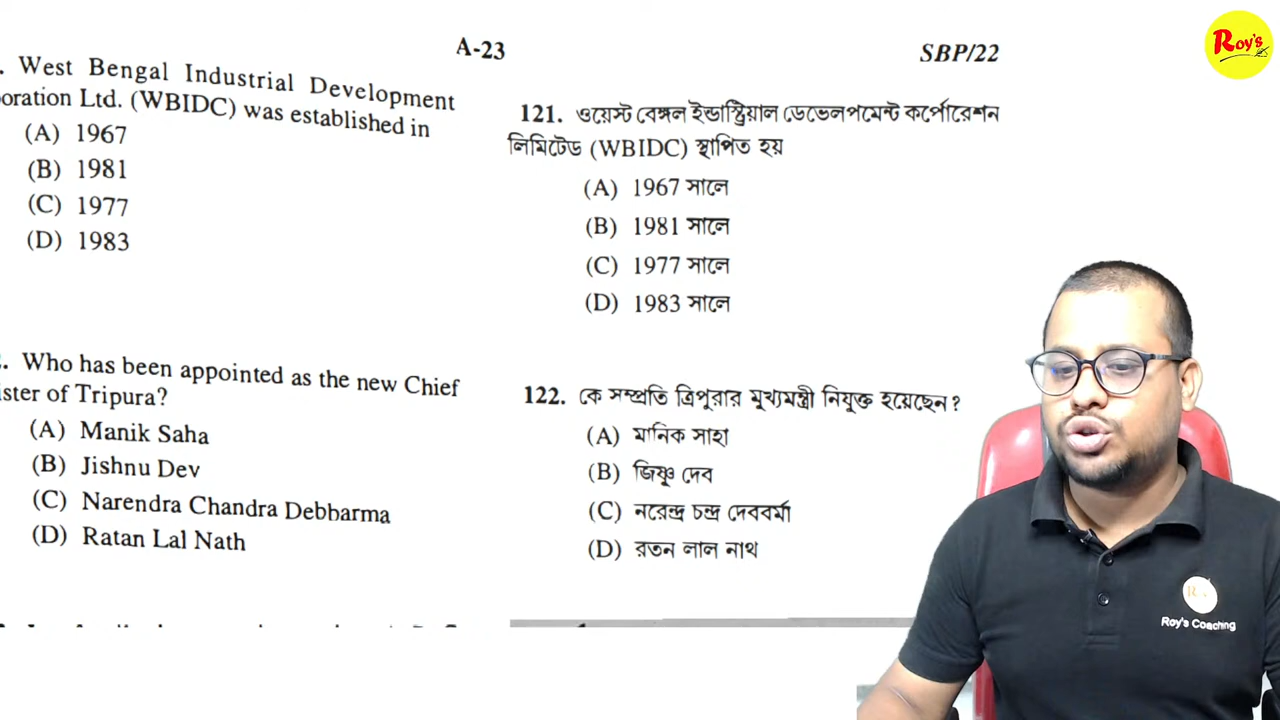 A-23
SBP/22
Roy's
. West Bengal Industrial Development
oration Ltd. (WBIDC) was established in
(A) 1967
(B) 1981
(C) 1977
(D) 1983
121. ওয়েস্ট বেঙ্গল ইন্ডাস্ট্রিয়াল ডেভেলপমেন্ট কর্পোরেশন
লিমিটেড (WBIDC) স্থাপিত হয়
(A) 1967 সালে
(B) 1981 সালে
(C) 1977 সালে
(D) 1983 সালে
. Who has been appointed as the new Chief
ister of Tripura?
(A) Manik Saha
(B) Jishnu Dev
(C) Narendra Chandra Debbarma
(D) Ratan Lal Nath
122. কে সম্প্রতি ত্রিপুরার মুখ্যমন্ত্রী নিযুক্ত হয়েছেন?
(A) মানিক সাহা
(B) জিষ্ণু দেব
(C) নরেন্দ্র চন্দ্র দেববর্মা
(D) রতন লাল নাথ
Roy's Coaching